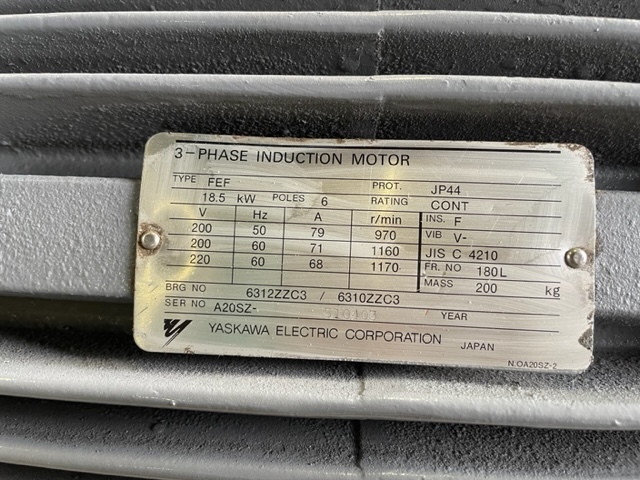 3-PHASE INDUCTION MOTOR
TYPE FEF PROT. JP44
18.5 kW POLES 6 RATING CONT
V Hz A r/min INS. F
200 50 79 970 VIB V-
200 60 71 1160 JIS C 4210
220 60 68 1170 FR. NO 180L
MASS 200 kg
BRG NO 6312ZZC3 / 6310ZZC3
SER NO A20SZ- / YEAR
YASKAWA ELECTRIC CORPORATION JAPAN
N.OA20SZ-2